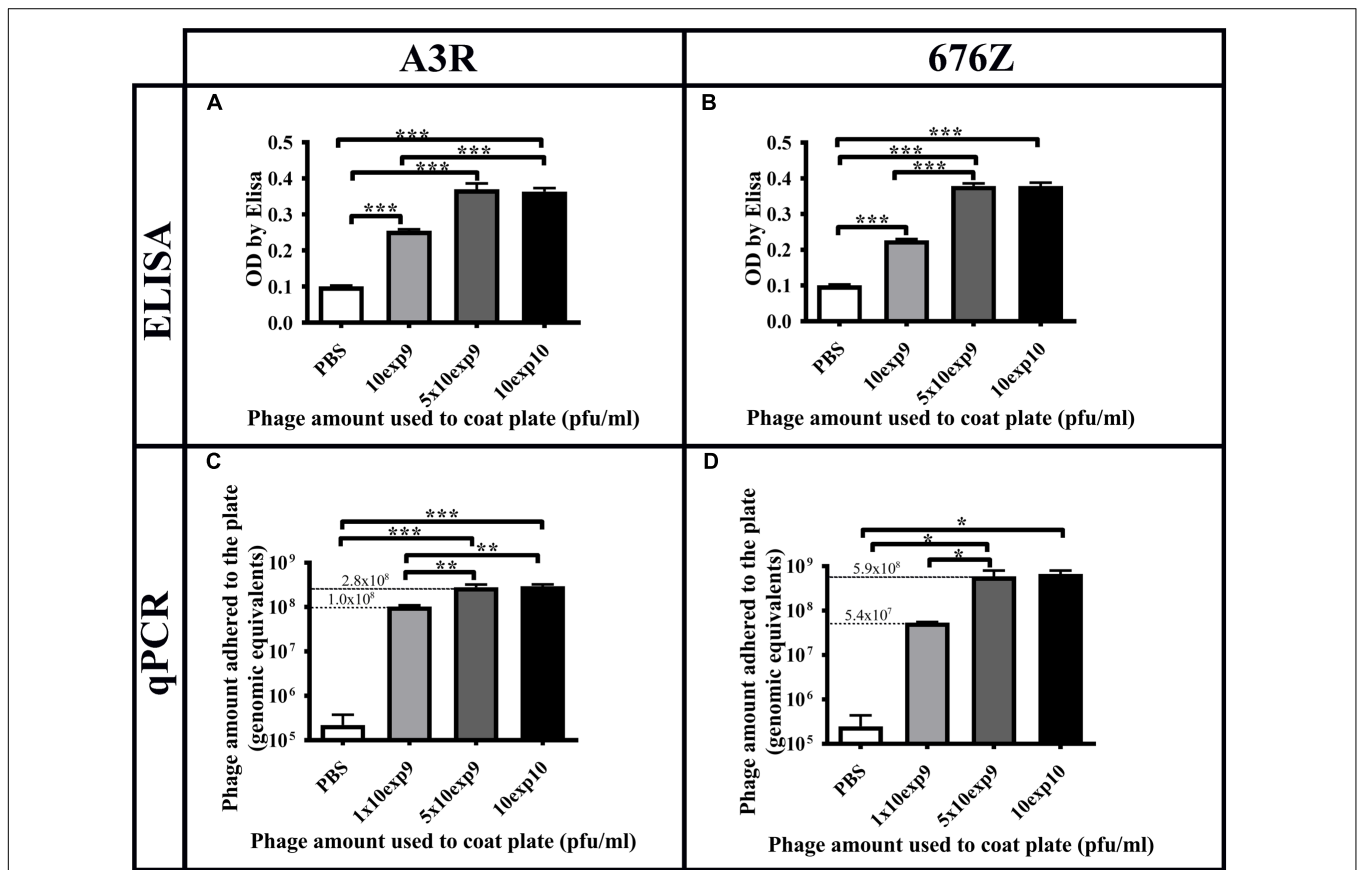 A3R
676Z
ELISA
A
***
***
***
***
OD by Elisa
0.5
0.4
0.3
0.2
0.1
0.0
PBS
10exp9
5x10exp9
10exp10
Phage amount used to coat plate (pfu/ml)
B
***
***
***
***
OD by Elisa
0.5
0.4
0.3
0.2
0.1
0.0
PBS
10exp9
5x10exp9
10exp10
Phage amount used to coat plate (pfu/ml)
qPCR
C
***
***
**
**
Phage amount adhered to the plate
(genomic equivalents)
10⁹
2.8x10⁸
1.0x10⁸
10⁸
10⁷
10⁶
10⁵
PBS
1x10exp9
5x10exp9
10exp10
Phage amount used to coat plate (pfu/ml)
D
*
*
*
Phage amount adhered to the plate
(genomic equivalents)
10⁹
5.9x10⁸
10⁸
5.4x10⁷
10⁷
10⁶
10⁵
PBS
1x10exp9
5x10exp9
10exp10
Phage amount used to coat plate (pfu/ml)